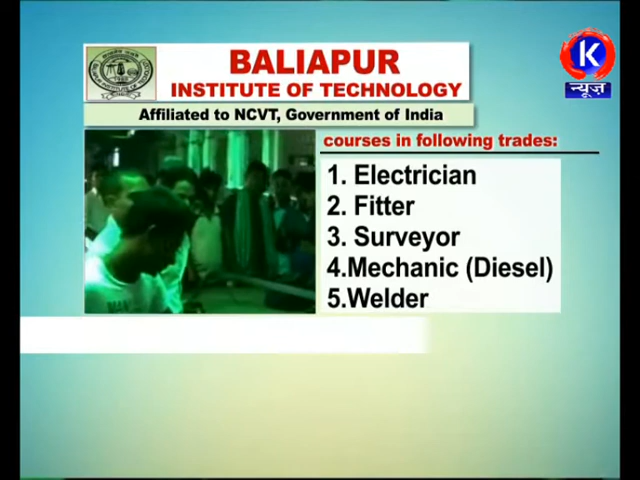 BALIAPUR
INSTITUTE OF TECHNOLOGY
Affiliated to NCVT, Government of India
K
न्यूज़
courses in following trades:
1. Electrician
2. Fitter
3. Surveyor
4.Mechanic (Diesel)
5.Welder